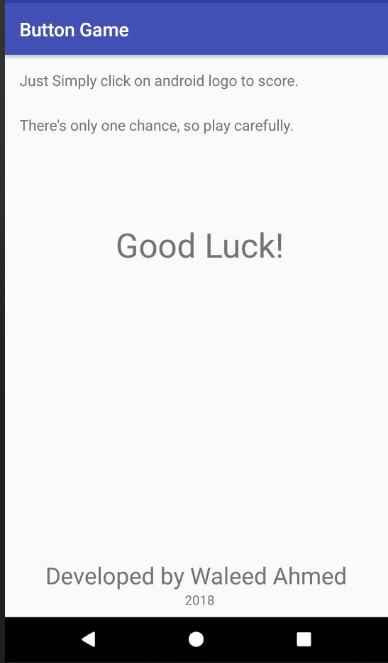 Button Game
Just Simply click on android logo to score.
There's only one chance, so play carefully.
Good Luck!
Developed by Waleed Ahmed
2018